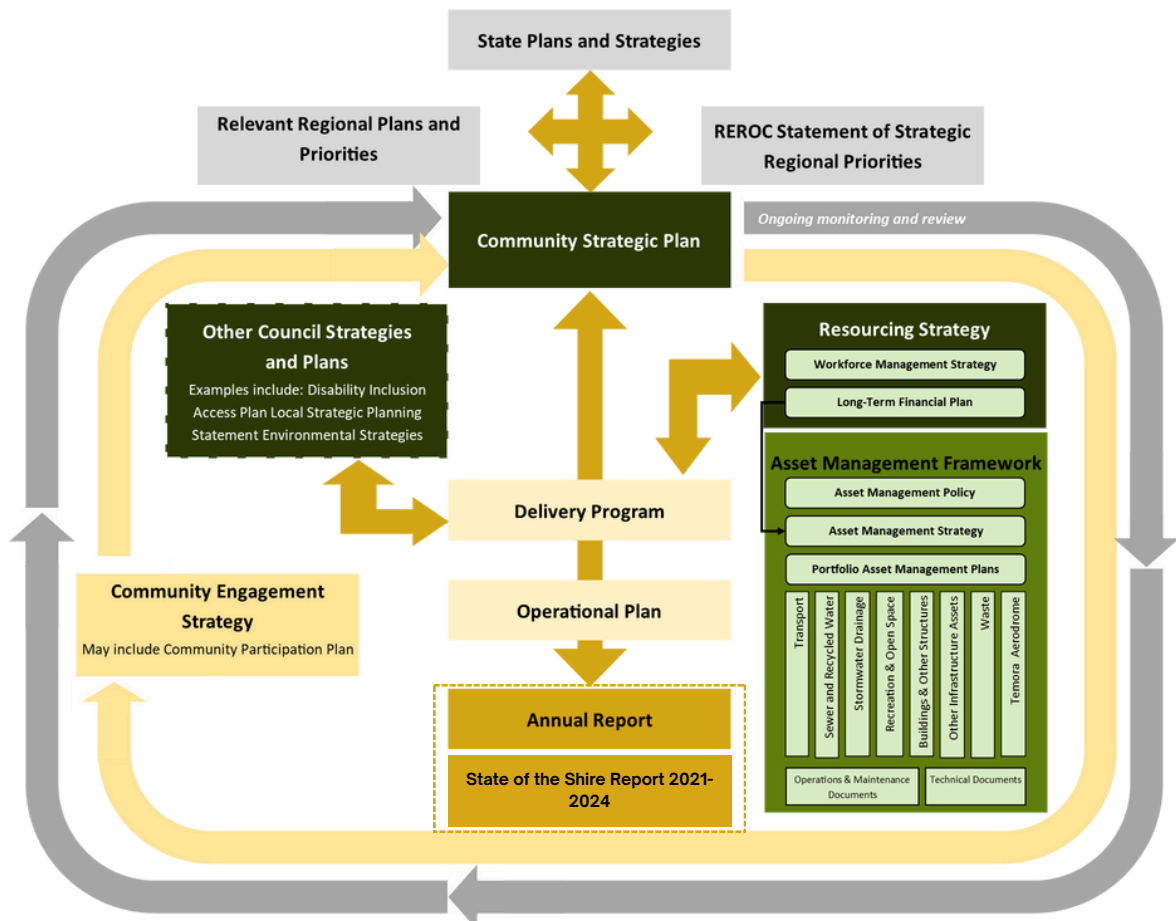 State Plans and Strategies
Relevant Regional Plans and
Priorities
REROC Statement of Strategic
Regional Priorities
Community Strategic Plan
Ongoing monitoring and review
Other Council Strategies
and Plans
Examples include: Disability Inclusion
Access Plan Local Strategic Planning
Statement Environmental Strategies
Resourcing Strategy
Workforce Management Strategy
Long-Term Financial Plan
Asset Management Framework
Asset Management Policy
Asset Management Strategy
Portfolio Asset Management Plans
Transport
Sewer and Recycled Water
Stormwater Drainage
Recreation & Open Space
Buildings & Other Structures
Other Infrastructure Assets
Waste
Temora Aerodrome
Operations & Maintenance
Documents
Technical Documents
Delivery Program
Operational Plan
Community Engagement
Strategy
May include Community Participation Plan
Annual Report
State of the Shire Report 2021-
2024